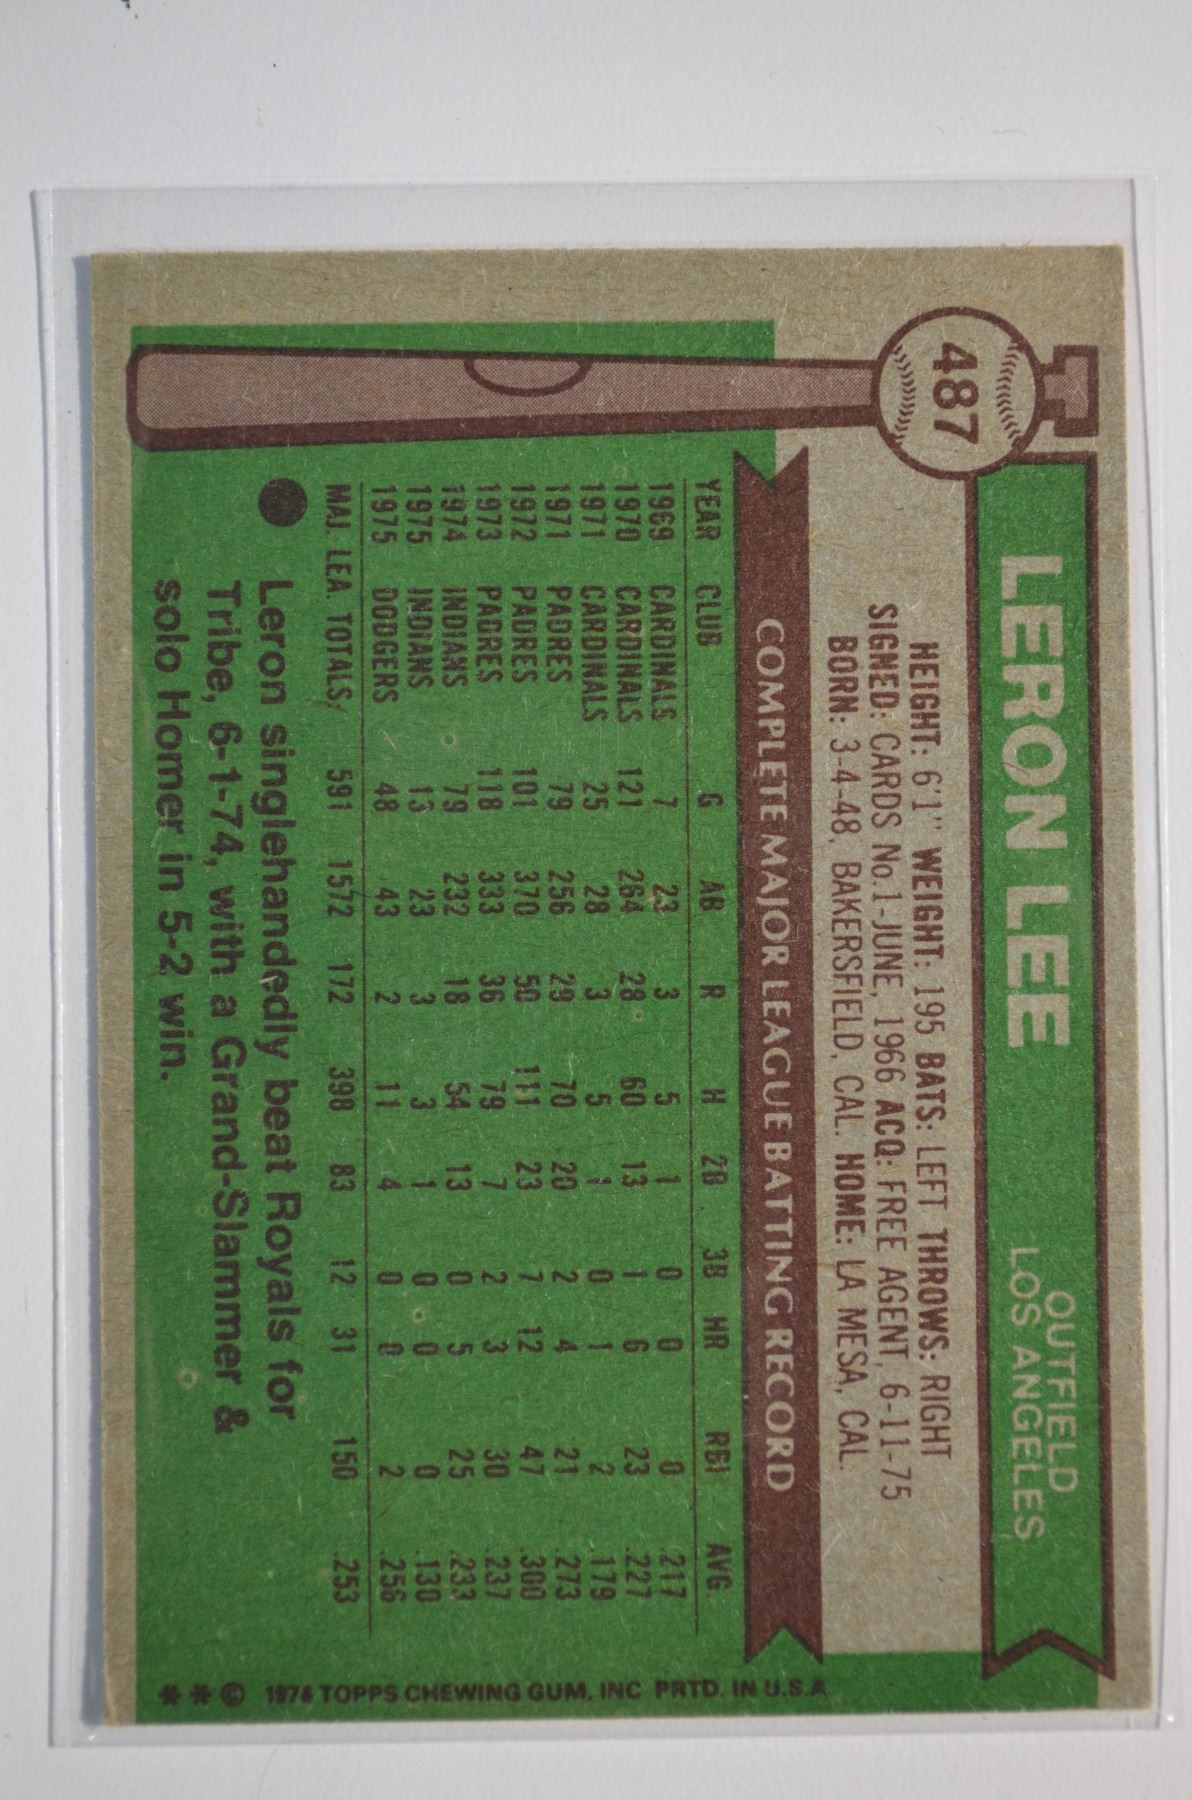 487
LERON LEE
OUTFIELD
LOS ANGELES
HEIGHT: 6'1" WEIGHT: 195 BATS: LEFT THROWS: RIGHT
SIGNED: CARDS No.1-JUNE, 1966 ACQ: FREE AGENT, 6-11-75
BORN: 3-4-48, BAKERSFIELD, CAL. HOME: LA MESA, CAL.
COMPLETE MAJOR LEAGUE BATTING RECORD
YEAR CLUB G AB R H 2B 3B HR RBI AVG.
1969 CARDINALS 7 23 3 5 1 0 0 0 .217
1970 CARDINALS 121 264 28 60 13 1 6 23 .227
1971 CARDINALS 25 28 3 5 1 0 1 2 .179
1971 PADRES 79 256 29 70 20 2 4 21 .273
1972 PADRES 101 370 50 111 23 7 12 47 .300
1973 PADRES 118 333 36 79 7 2 3 30 .237
1974 INDIANS 79 232 18 54 13 0 5 25 .233
1975 INDIANS 13 23 3 3 1 0 0 0 .130
1975 DODGERS 48 43 2 11 4 0 0 2 .256
MAJ. LEA. TOTALS 591 1572 172 398 83 12 31 150 .253
Leron singlehandedly beat Royals for
Tribe, 6-1-74, with a Grand-Slammer &
solo Homer in 5-2 win.
** © 1976 TOPPS CHEWING GUM, INC PRTD. IN U.S.A.